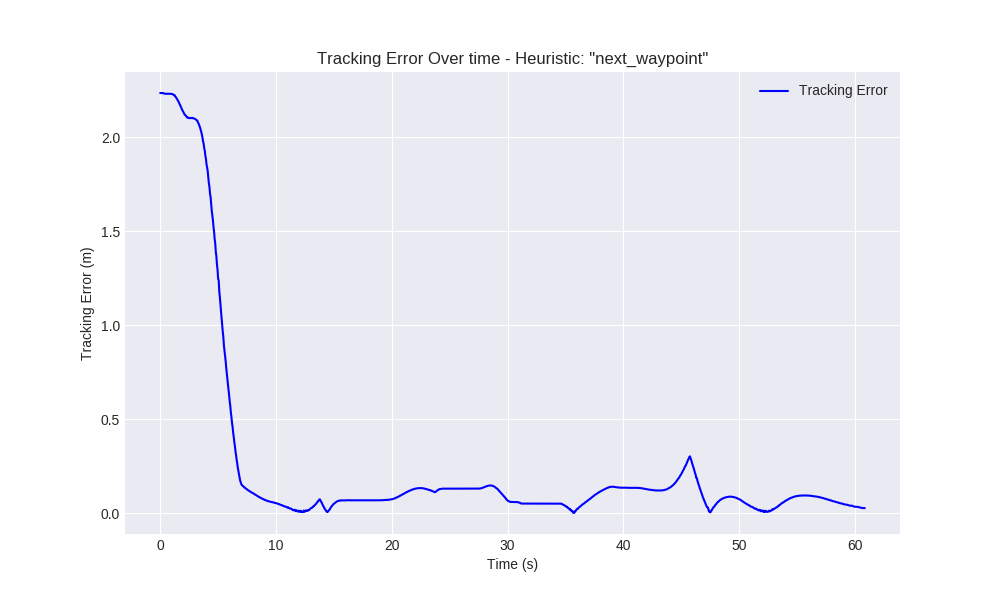 Tracking Error Over time - Heuristic: "next_waypoint"
Tracking Error
Tracking Error (m)
2.0
1.5
1.0
0.5
0.0
0 10 20 30 40 50 60
Time (s)